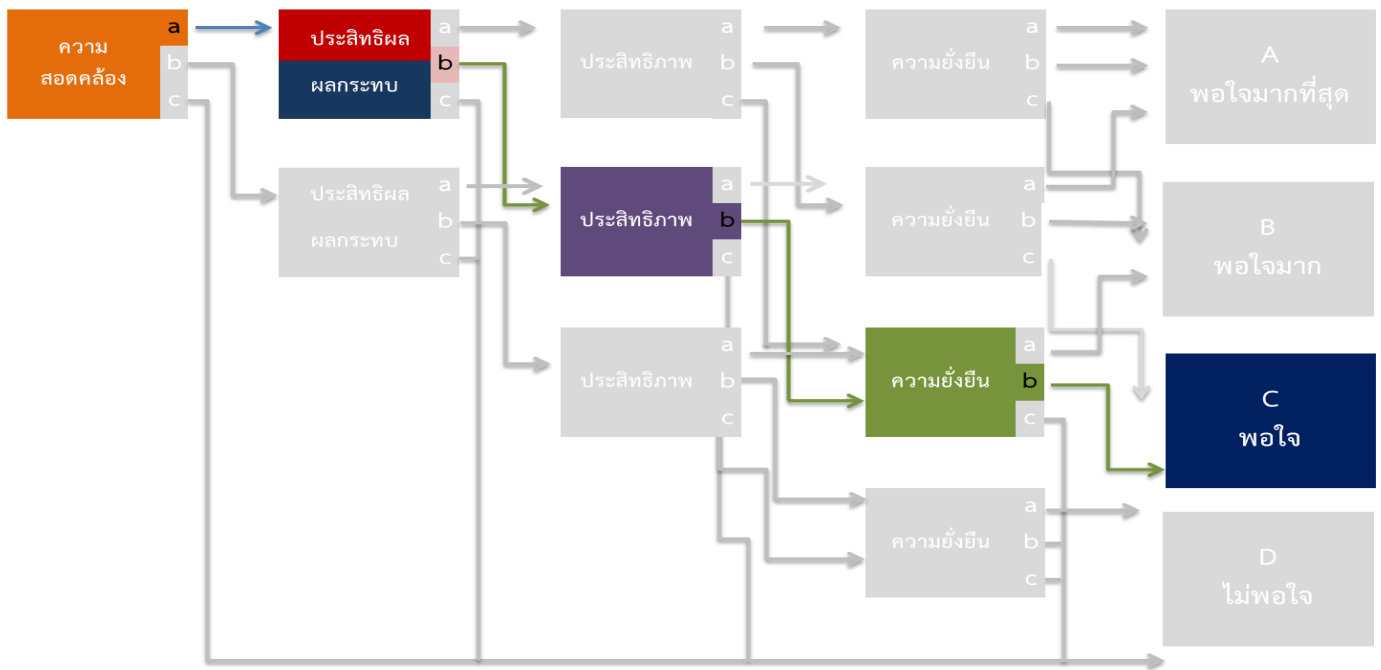 ความ
สอดคล้อง
a
b
c
ประสิทธิผล
ผลกระทบ
a
b
c
ประสิทธิภาพ
a
b
c
ความยั่งยืน
a
b
c
A
พอใจมากที่สุด
ประสิทธิผล
ผลกระทบ
a
b
c
ประสิทธิภาพ
a
b
c
ความยั่งยืน
a
b
c
B
พอใจมาก
ประสิทธิภาพ
a
b
c
ความยั่งยืน
a
b
c
C
พอใจ
ความยั่งยืน
a
b
c
D
ไม่พอใจ